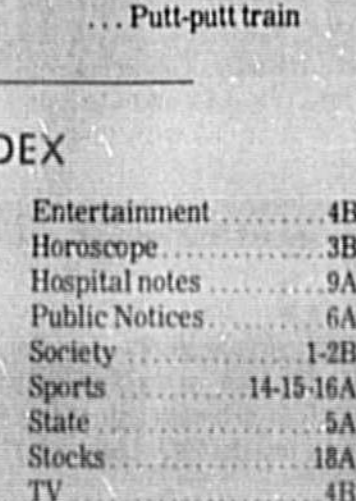 ... Putt-putt train
DEX
Entertainment ......... 4B
Horoscope ............ 3B
Hospital notes ......... 9A
Public Notices ......... 6A
Society ............... 1-2B
Sports .......... 14-15-16A
State ................. 5A
Stocks ............... 18A
TV ................... 4B